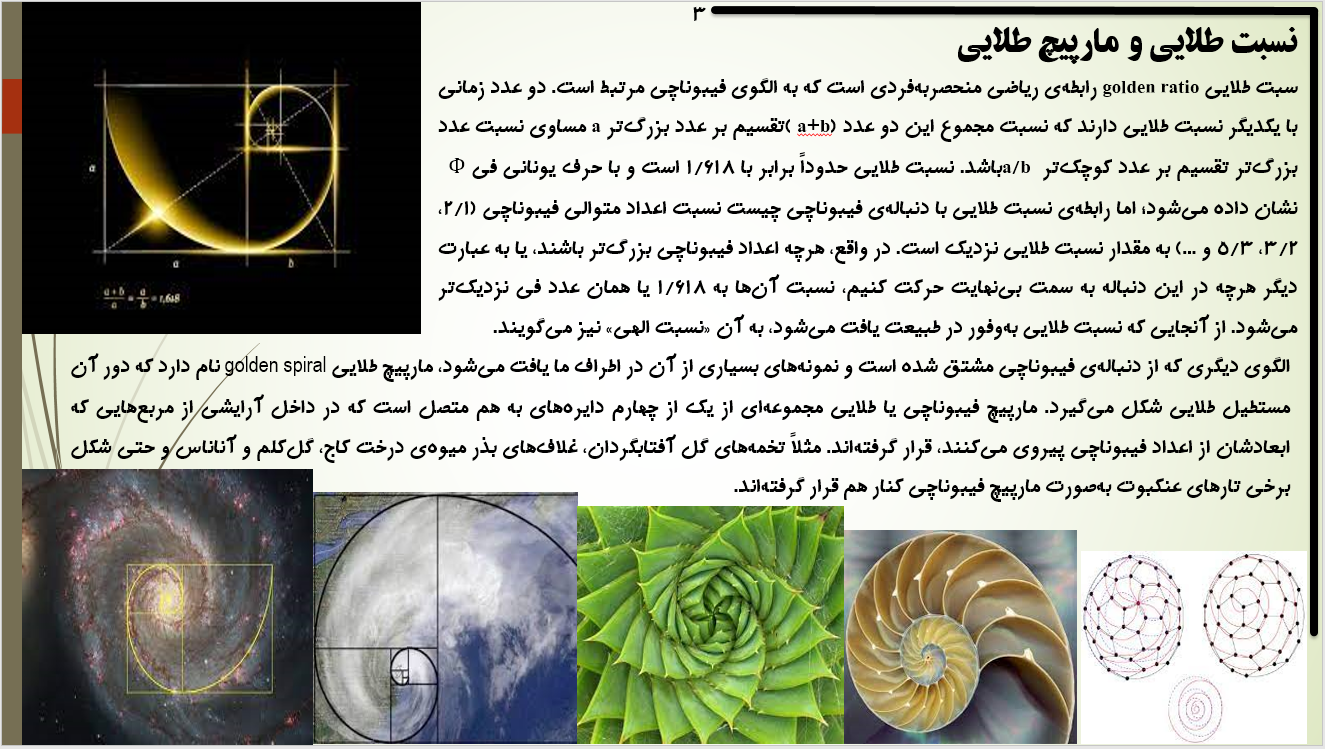 ۳
نسبت طلایی و مارپیچ طلایی
سبت طلایی golden ratio رابطه‌ی ریاضی منحصربه‌فردی است که به الگوی فیبوناچی مرتبط است. دو عدد زمانی
با یکدیگر نسبت طلایی دارند که نسبت مجموع این دو عدد (a+b )تقسیم بر عدد بزرگ‌تر a مساوی نسبت عدد
بزرگ‌تر تقسیم بر عدد کوچک‌تر a/bباشد. نسبت طلایی حدوداً برابر با ۱/۶۱۸ است و با حرف یونانی فی Φ
نشان داده می‌شود، اما رابطه‌ی نسبت طلایی با دنباله‌ی فیبوناچی چیست نسبت اعداد متوالی فیبوناچی (۲/۱،
۳/۲، ۵/۳ و ...) به مقدار نسبت طلایی نزدیک است. در واقع، هرچه اعداد فیبوناچی بزرگ‌تر باشند، یا به عبارت
دیگر هرچه در این دنباله به سمت بی‌نهایت حرکت کنیم، نسبت آن‌ها به ۱/۶۱۸ یا همان عدد فی نزدیک‌تر
می‌شود. از آنجایی که نسبت طلایی به‌وفور در طبیعت یافت می‌شود، به آن «نسبت الهی» نیز می‌گویند.
الگوی دیگری که از دنباله‌ی فیبوناچی مشتق شده است و نمونه‌های بسیاری از آن در اطراف ما یافت می‌شود، مارپیچ طلایی golden spiral نام دارد که دور آن
مستطیل طلایی شکل می‌گیرد. مارپیچ فیبوناچی یا طلایی مجموعه‌ای از یک از چهارم دایره‌های به هم متصل است که در داخل آرایشی از مربع‌هایی که
ابعادشان از اعداد فیبوناچی پیروی می‌کنند، قرار گرفته‌اند. مثلاً تخمه‌های گل آفتابگردان، غلاف‌های بذر میوه‌ی درخت کاج، گل‌کلم و آناناس و حتی شکل
برخی تارهای عنکبوت به‌صورت مارپیچ فیبوناچی کنار هم قرار گرفته‌اند.
a
a b
a+b/a = a/b = 1,618